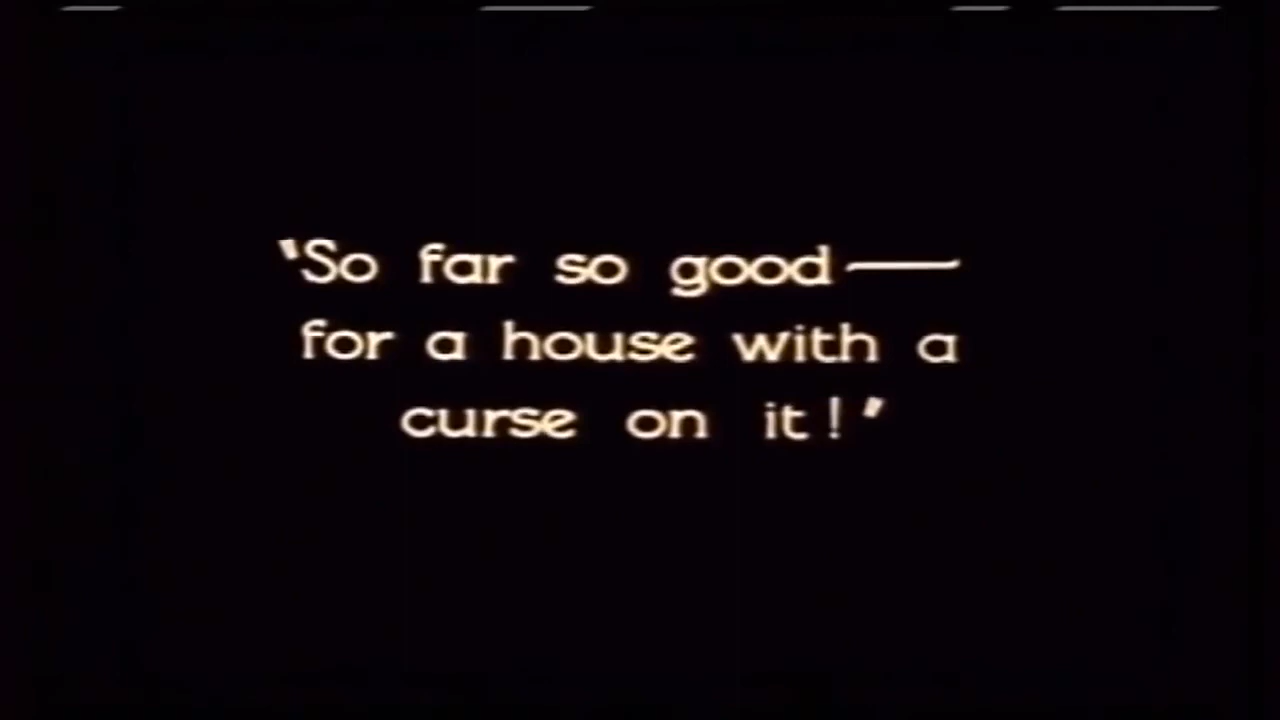 'So far so good—
for a house with a
curse on it!'